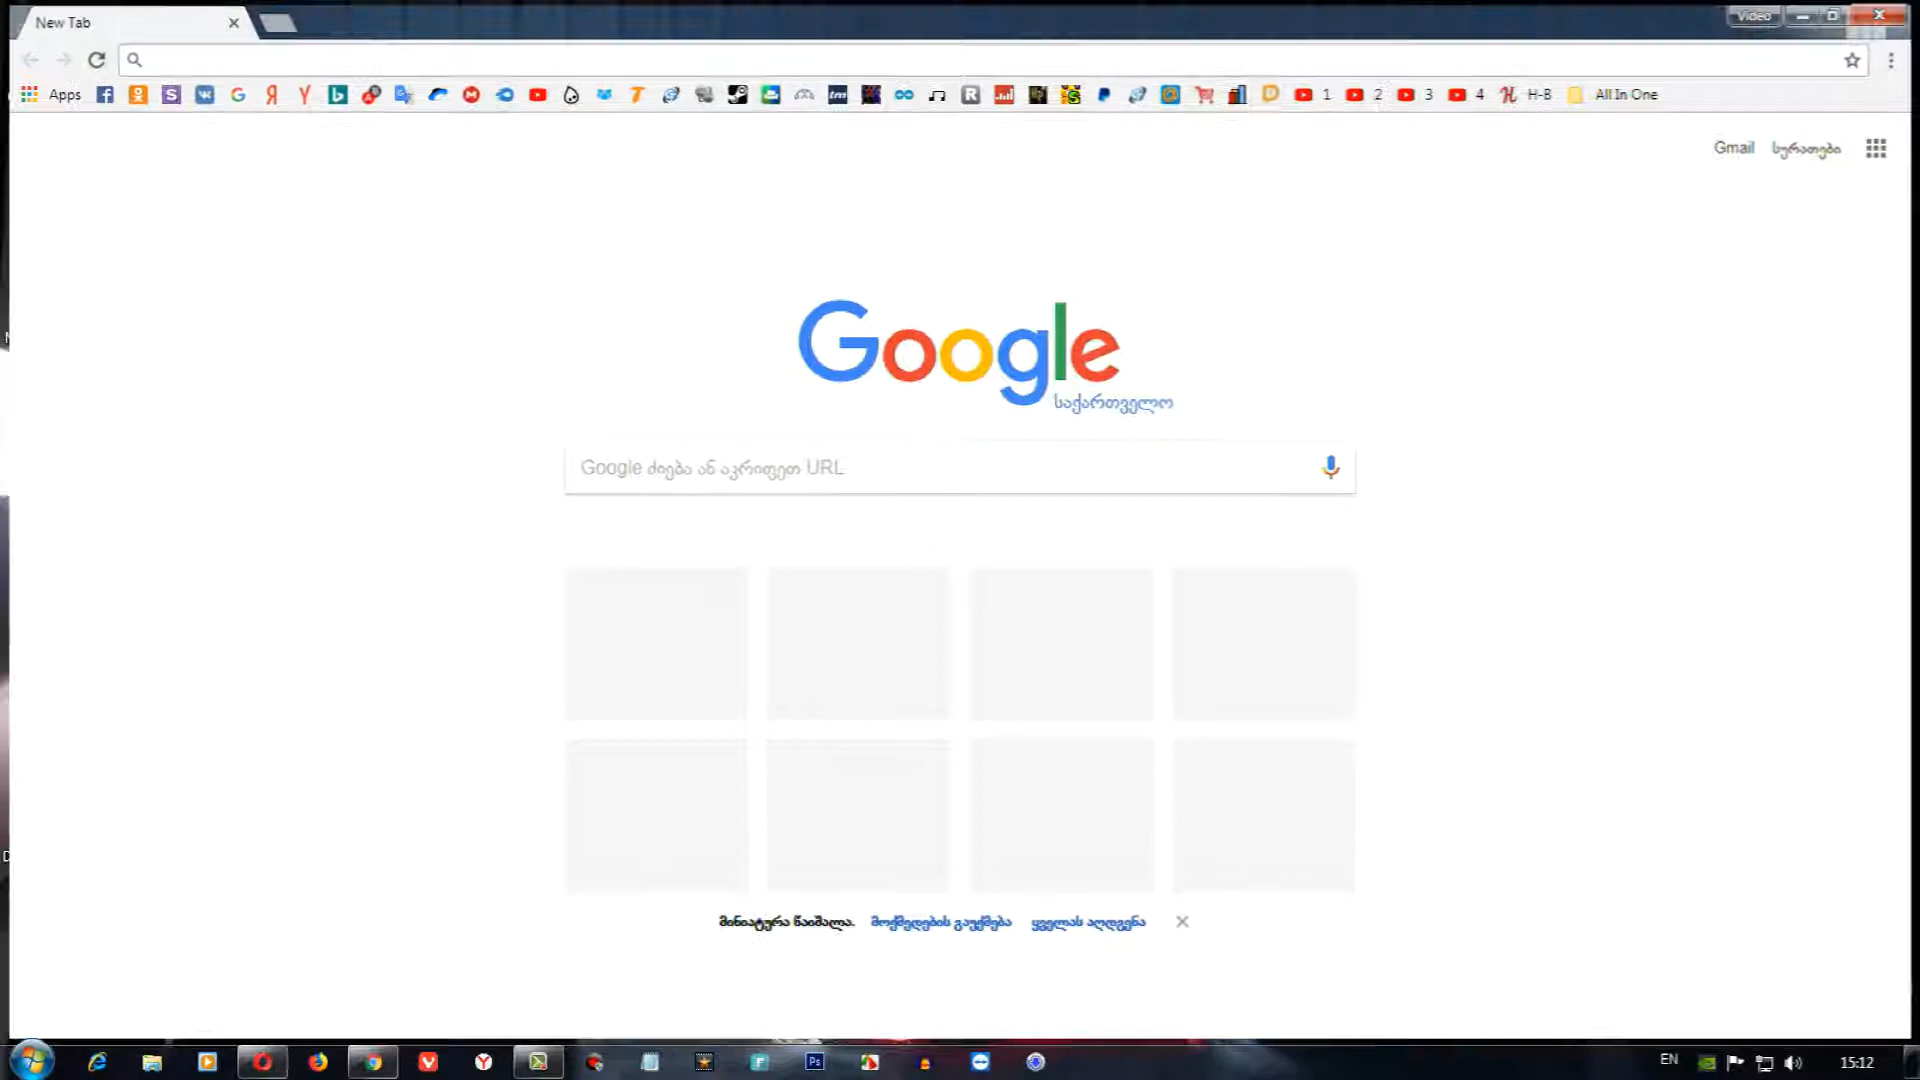 New Tab
Video
Apps
1
2
3
4
H-B
All In One
Gmail
სურათები
Google
საქართველო
Google ძიება ან აკრიფეთ URL
მინიატურა წაიშალა. მოქმედების გაუქმება ყველას აღდგენა
EN
15:12